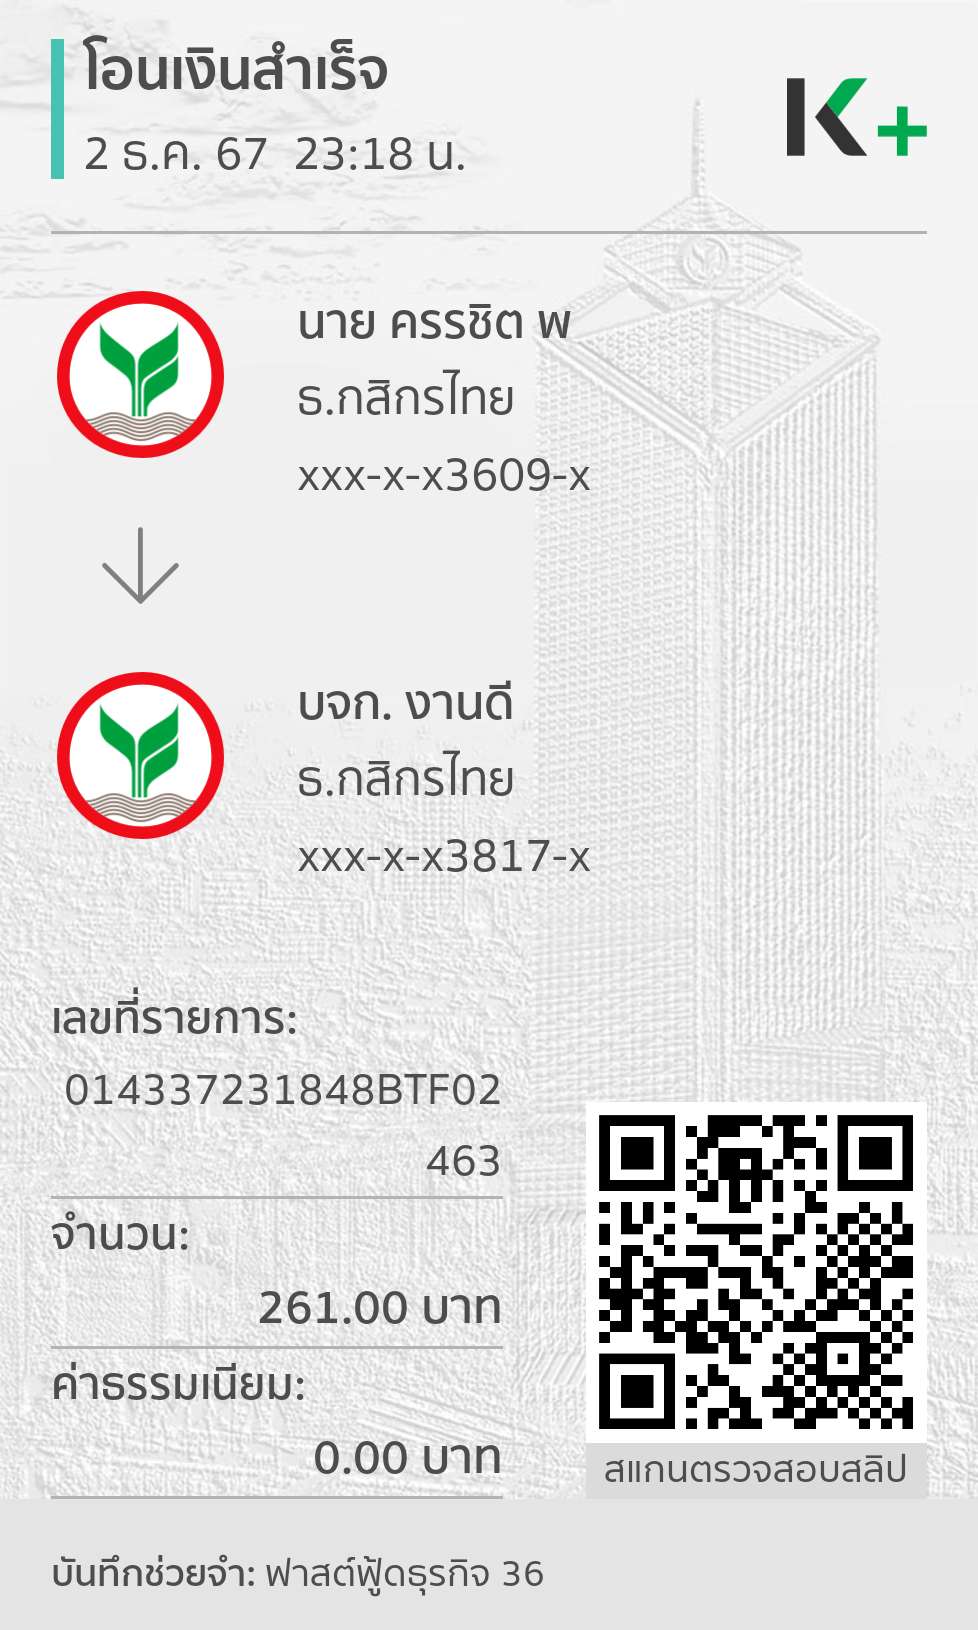 โอนเงินสำเร็จ
2 ธ.ค. 67 23:18 น.
K+
นาย ครรชิต พ
ธ.กสิกรไทย
xxx-x-x3609-x
บจก. งานดี
ธ.กสิกรไทย
xxx-x-x3817-x
เลขที่รายการ:
014337231848BTF02
463
จำนวน:
261.00 บาท
ค่าธรรมเนียม:
0.00 บาท
สแกนตรวจสอบสลิป
บันทึกช่วยจำ: ฟาสต์ฟู้ดธุรกิจ 36